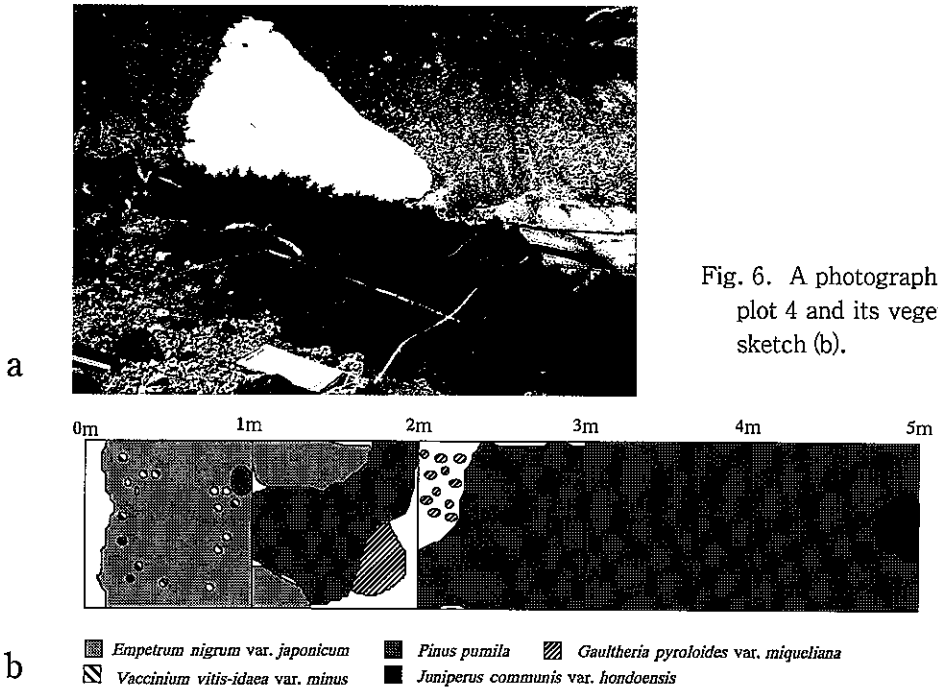 Fig. 6. A photograph
plot 4 and its vege
sketch (b).
a
0m 1m 2m 3m 4m 5m
b
Empetrum nigrum var. japonicum Pinus pumila Gaultheria pyroloides var. miqueliana
Vaccinium vitis-idaea var. minus Juniperus communis var. hondoensis